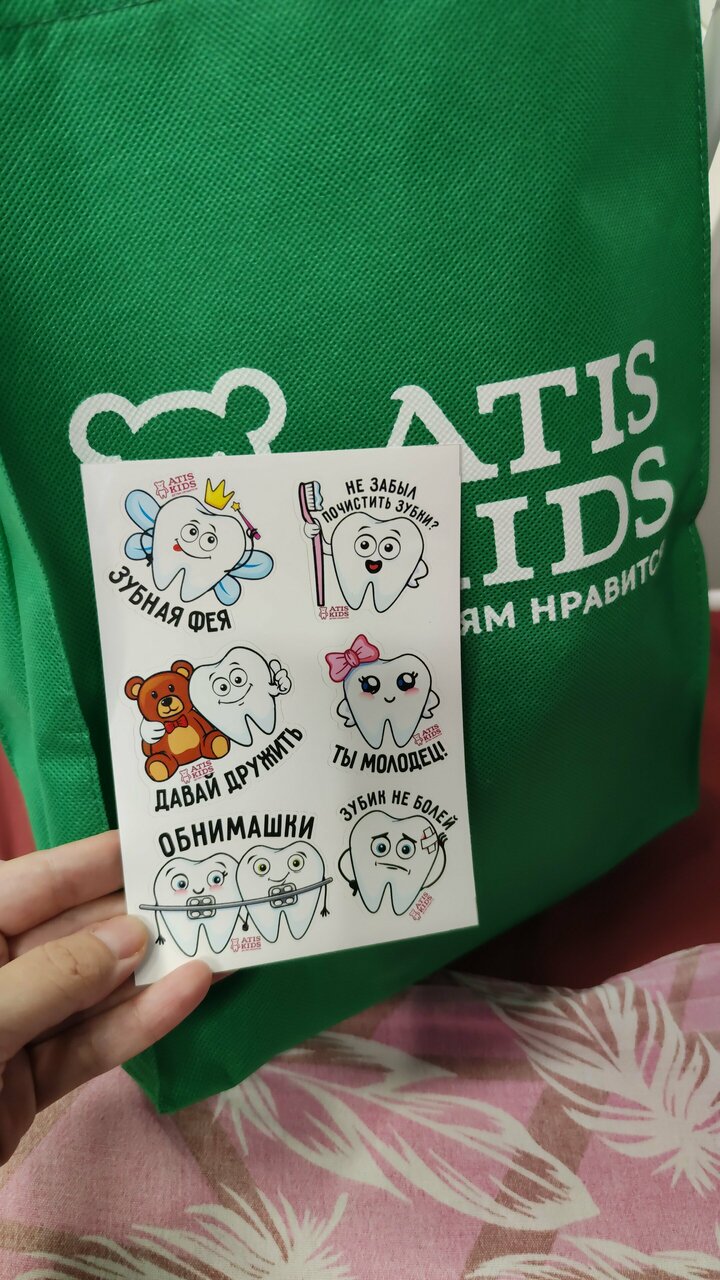 ATIS
KIDS
ЯМ НРАВИТСЯ
ATIS
KIDS
ЗУБНАЯ ФЕЯ
НЕ ЗАБЫЛ
ПОЧИСТИТЬ ЗУБКИ?
ATIS
KIDS
ATIS
KIDS
ДАВАЙ ДРУЖИТЬ
ATIS
KIDS
ТЫ МОЛОДЕЦ!
ОБНИМАШКИ
ATIS
KIDS
ЗУБИК НЕ БОЛЕЙ
ATIS
KIDS